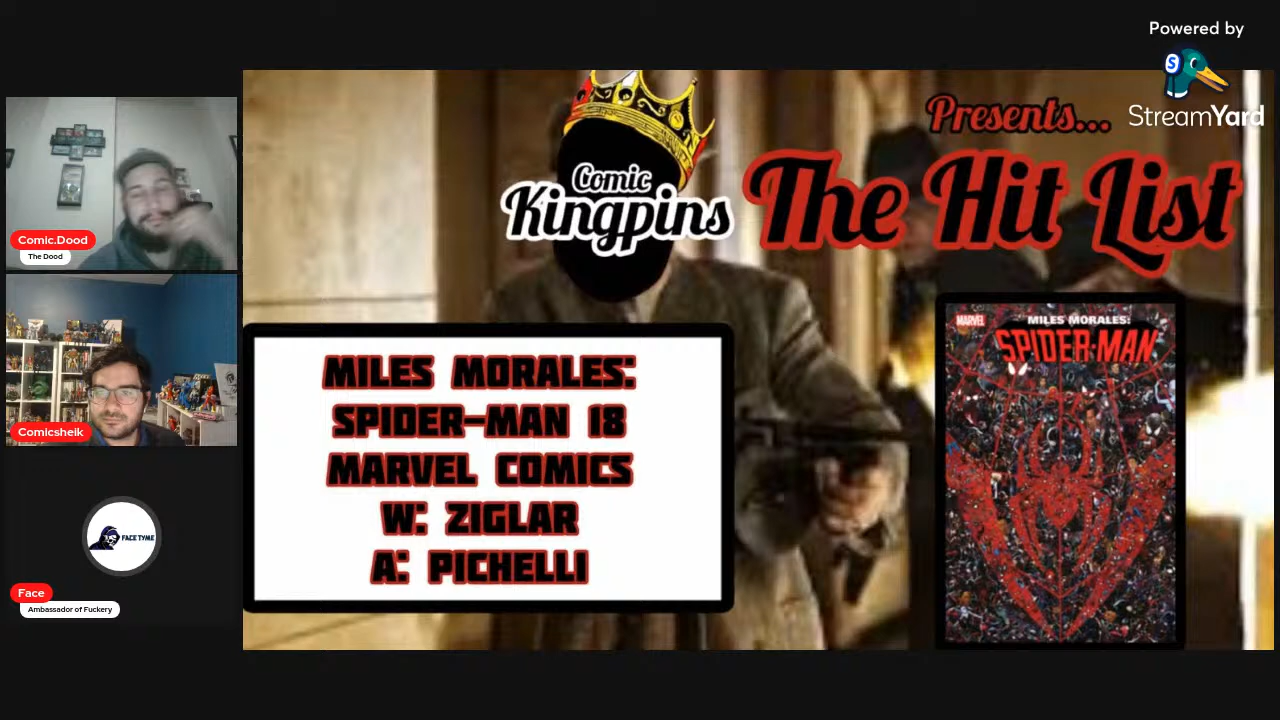 Powered by
StreamYard
Comic.Dood
The Dood
Comicsheik
FACE TYME
Face
Ambassador of Fuckery
Comic
Kingpins
Presents...
The Hit List
MILES MORALES:
SPIDER-MAN 18
MARVEL COMICS
W: ZIGLAR
A: PICHELLI
MARVEL
MILES MORALES:
SPIDER-MAN